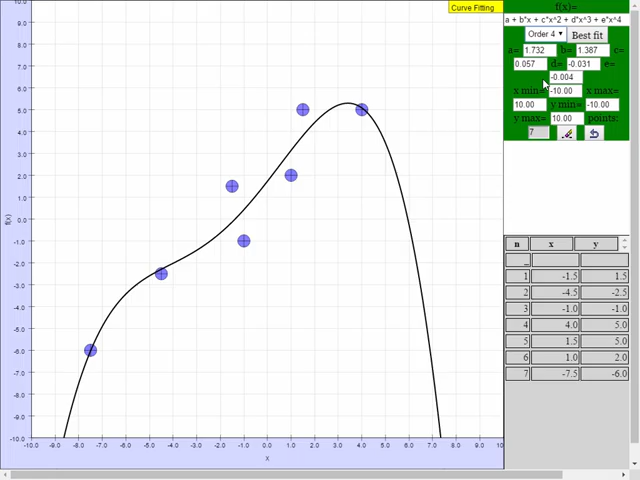 Curve Fitting
f(x)=
a + b*x + c*x^2 + d*x^3 + e*x^4
Order 4 Best fit
a= 1.732 b= 1.387 c=
0.057 d= -0.031 e=
-0.004
x min= -10.00 x max=
10.00 y min= -10.00
y max= 10.00 points:
7
10.0
9.0
8.0
7.0
6.0
5.0
4.0
3.0
2.0
1.0
0.0
-1.0
-2.0
-3.0
-4.0
-5.0
-6.0
-7.0
-8.0
-9.0
-10.0
f(x)
-10.0 -9.0 -8.0 -7.0 -6.0 -5.0 -4.0 -3.0 -2.0 -1.0 0.0 1.0 2.0 3.0 4.0 5.0 6.0 7.0 8.0 9.0 10.0
x
n x y
_
1 -1.5 1.5
2 -4.5 -2.5
3 -1.0 -1.0
4 4.0 5.0
5 1.5 5.0
6 1.0 2.0
7 -7.5 -6.0